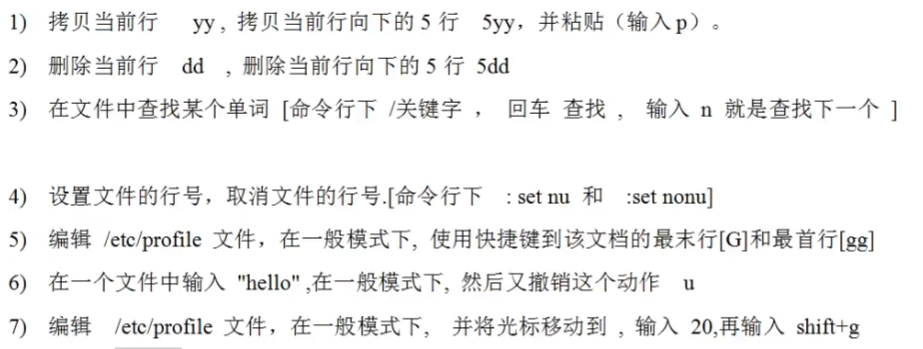 1) 拷贝当前行 yy , 拷贝当前行向下的 5 行 5yy，并粘贴（输入 p）。
2) 删除当前行 dd , 删除当前行向下的 5 行 5dd
3) 在文件中查找某个单词 [命令行下 /关键字 ， 回车 查找 , 输入 n 就是查找下一个 ]
4) 设置文件的行号，取消文件的行号.[命令行下 : set nu 和 :set nonu]
5) 编辑 /etc/profile 文件，在一般模式下, 使用快捷键到该文档的最末行[G]和最首行[gg]
6) 在一个文件中输入 "hello" ,在一般模式下, 然后又撤销这个动作 u
7) 编辑 /etc/profile 文件，在一般模式下, 并将光标移动到 , 输入 20,再输入 shift+g